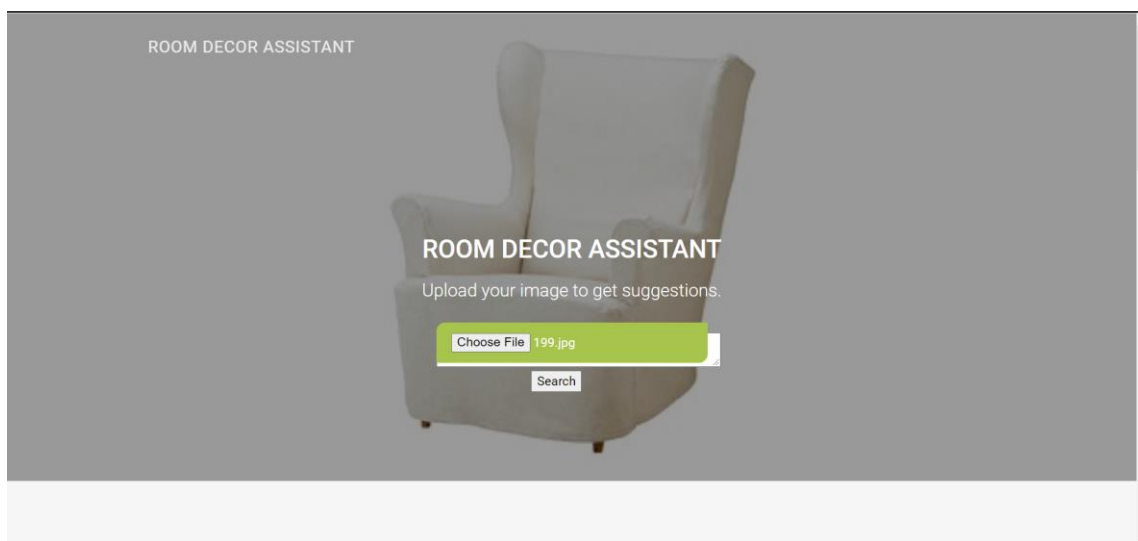 ROOM DECOR ASSISTANT
ROOM DECOR ASSISTANT
Upload your image to get suggestions.
Choose File 199.jpg
Search